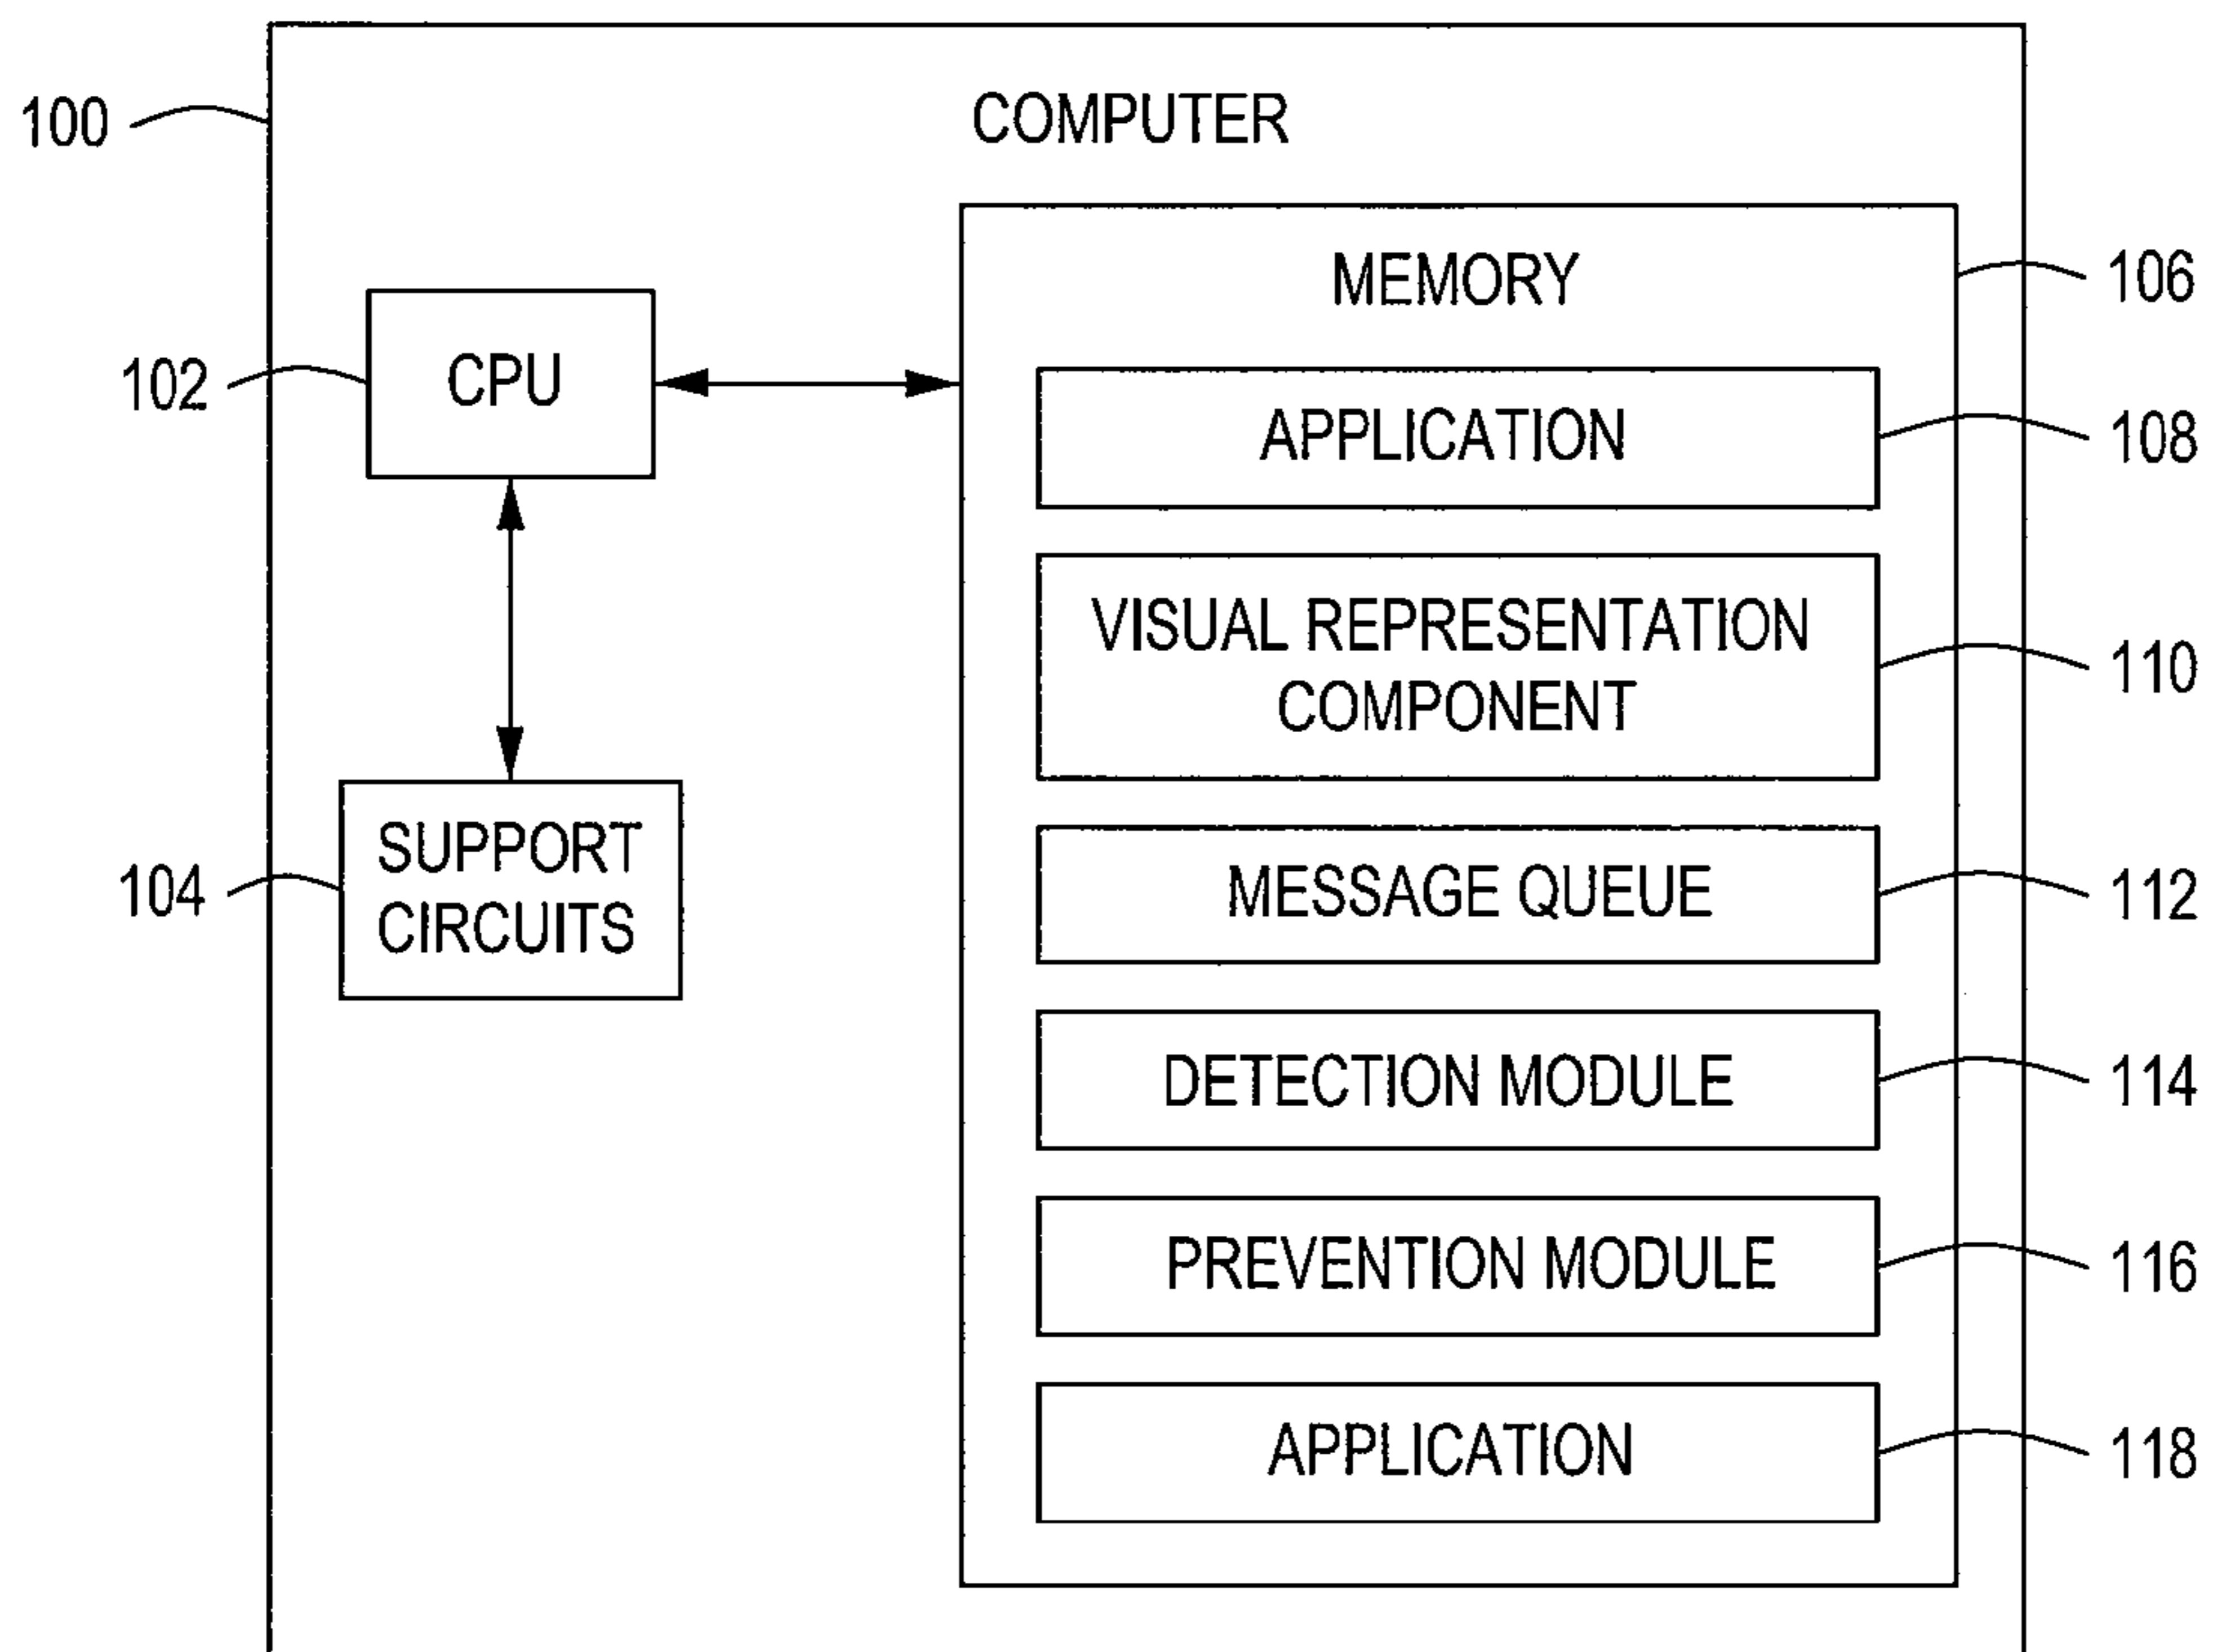 COMPUTER
100
MEMORY
106
CPU
102
APPLICATION
108
VISUAL REPRESENTATION
COMPONENT
110
SUPPORT
CIRCUITS
104
MESSAGE QUEUE
112
DETECTION MODULE
114
PREVENTION MODULE
116
APPLICATION
118